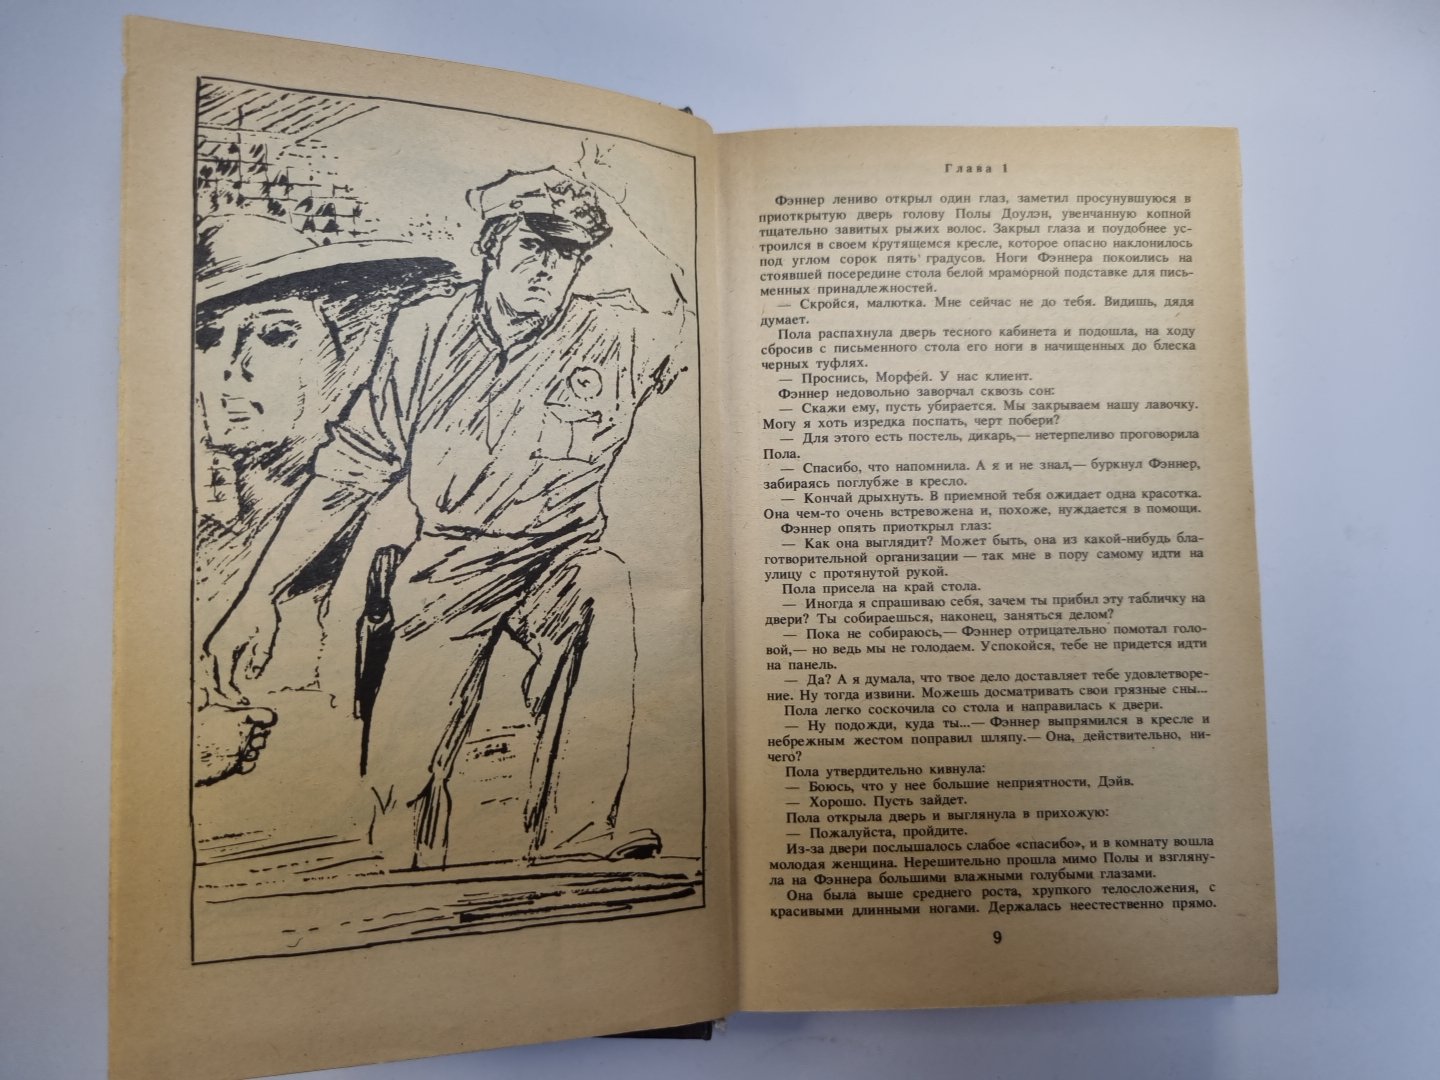 Глава 1
Фэннер лениво открыл один глаз, заметил просунувшуюся в
приоткрытую дверь голову Полы Доулэн, увенчанную копной
тщательно завитых рыжих волос. Закрыл глаза и поудобнее ус-
троился в своем крутящемся кресле, которое опасно наклонилось
под углом сорок пять градусов. Ноги Фэннера покоились на
стоявшей посередине стола белой мраморной подставке для пись-
менных принадлежностей.
— Скройся, малютка. Мне сейчас не до тебя. Видишь, дядя
думает.
Пола распахнула дверь тесного кабинета и подошла, на ходу
сбросив с письменного стола его ноги в начищенных до блеска
черных туфлях.
— Проснись, Морфей. У нас клиент.
Фэннер недовольно заворчал сквозь сон:
— Скажи ему, пусть убирается. Мы закрываем нашу лавочку.
Могу я хоть изредка поспать, черт побери?
— Для этого есть постель, дикарь,— нетерпеливо проговорила
Пола.
— Спасибо, что напомнила. А я и не знал,— буркнул Фэннер,
забираясь поглубже в кресло.
— Кончай дрыхнуть. В приемной тебя ожидает одна красотка.
Она чем-то очень встревожена и, похоже, нуждается в помощи.
Фэннер опять приоткрыл глаз:
— Как она выглядит? Может быть, она из какой-нибудь бла-
готворительной организации — так мне в пору самому идти на
улицу с протянутой рукой.
Пола присела на край стола.
— Иногда я спрашиваю себя, зачем ты прибил эту табличку на
двери? Ты собираешься, наконец, заняться делом?
— Пока не собираюсь,— Фэннер отрицательно помотал голо-
вой,— но ведь мы не голодаем. Успокойся, тебе не придется идти
на панель.
— Да? А я думала, что твое дело доставляет тебе удовлетворе-
ние. Ну тогда извини. Можешь досматривать свои грязные сны...
Пола легко соскочила со стола и направилась к двери.
— Ну подожди, куда ты...— Фэннер выпрямился в кресле и
небрежным жестом поправил шляпу.— Она, действительно, ни-
чего?
Пола утвердительно кивнула:
— Боюсь, что у нее большие неприятности, Дэйв.
— Хорошо. Пусть зайдет.
Пола открыла дверь и выглянула в прихожую:
— Пожалуйста, пройдите.
Из-за двери послышалось слабое «спасибо», и в комнату вошла
молодая женщина. Нерешительно прошла мимо Полы и взгляну-
ла на Фэннера большими влажными голубыми глазами.
Она была выше среднего роста, хрупкого телосложения, с
красивыми длинными ногами. Держалась неестественно прямо.
9